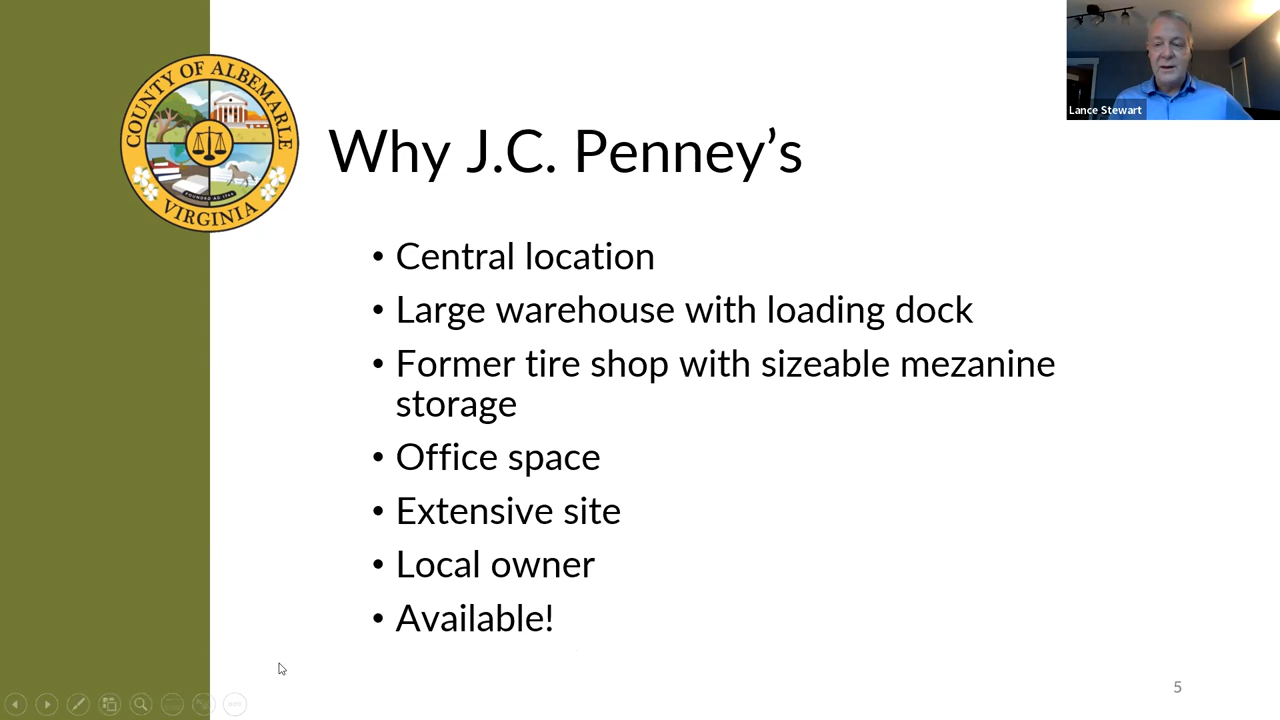 COUNTY OF ALBEMARLE
VIRGINIA
Lance Stewart
Why J.C. Penney’s
• Central location
• Large warehouse with loading dock
• Former tire shop with sizeable mezanine
storage
• Office space
• Extensive site
• Local owner
• Available!
5